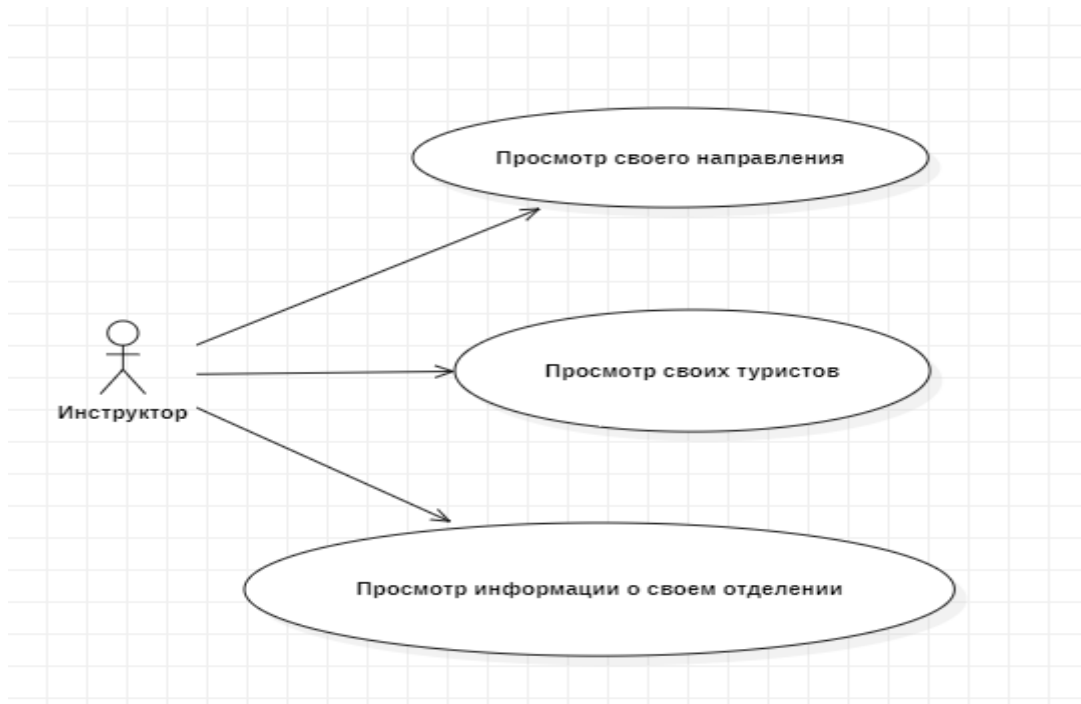 Просмотр своего направления
Просмотр своих туристов
Инструктор
Просмотр информации о своем отделении